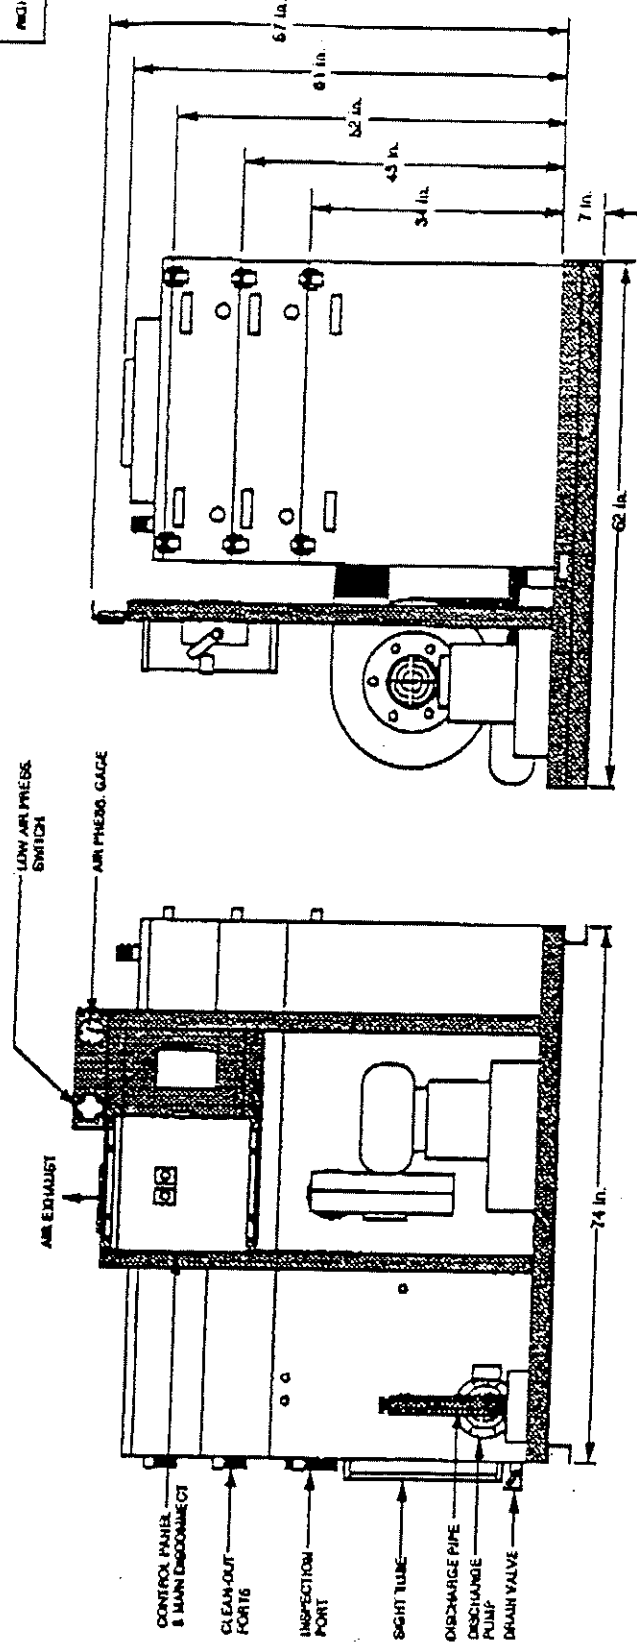 67 in.
61 in.
52 in.
43 in.
34 in.
7 in.
62 in.
LOW AIR PRESS.
SWITCH
AIR PRESS. GAGE
AIR EXHAUST
74 in.
CONTROL PANEL
& MAIN DISCONNECT
CLEAN-OUT
PORTS
INSPECTION
PORT
SIGHT TUBE
DISCHARGE PIPE
DISCHARGE
PUMP
DRAIN VALVE